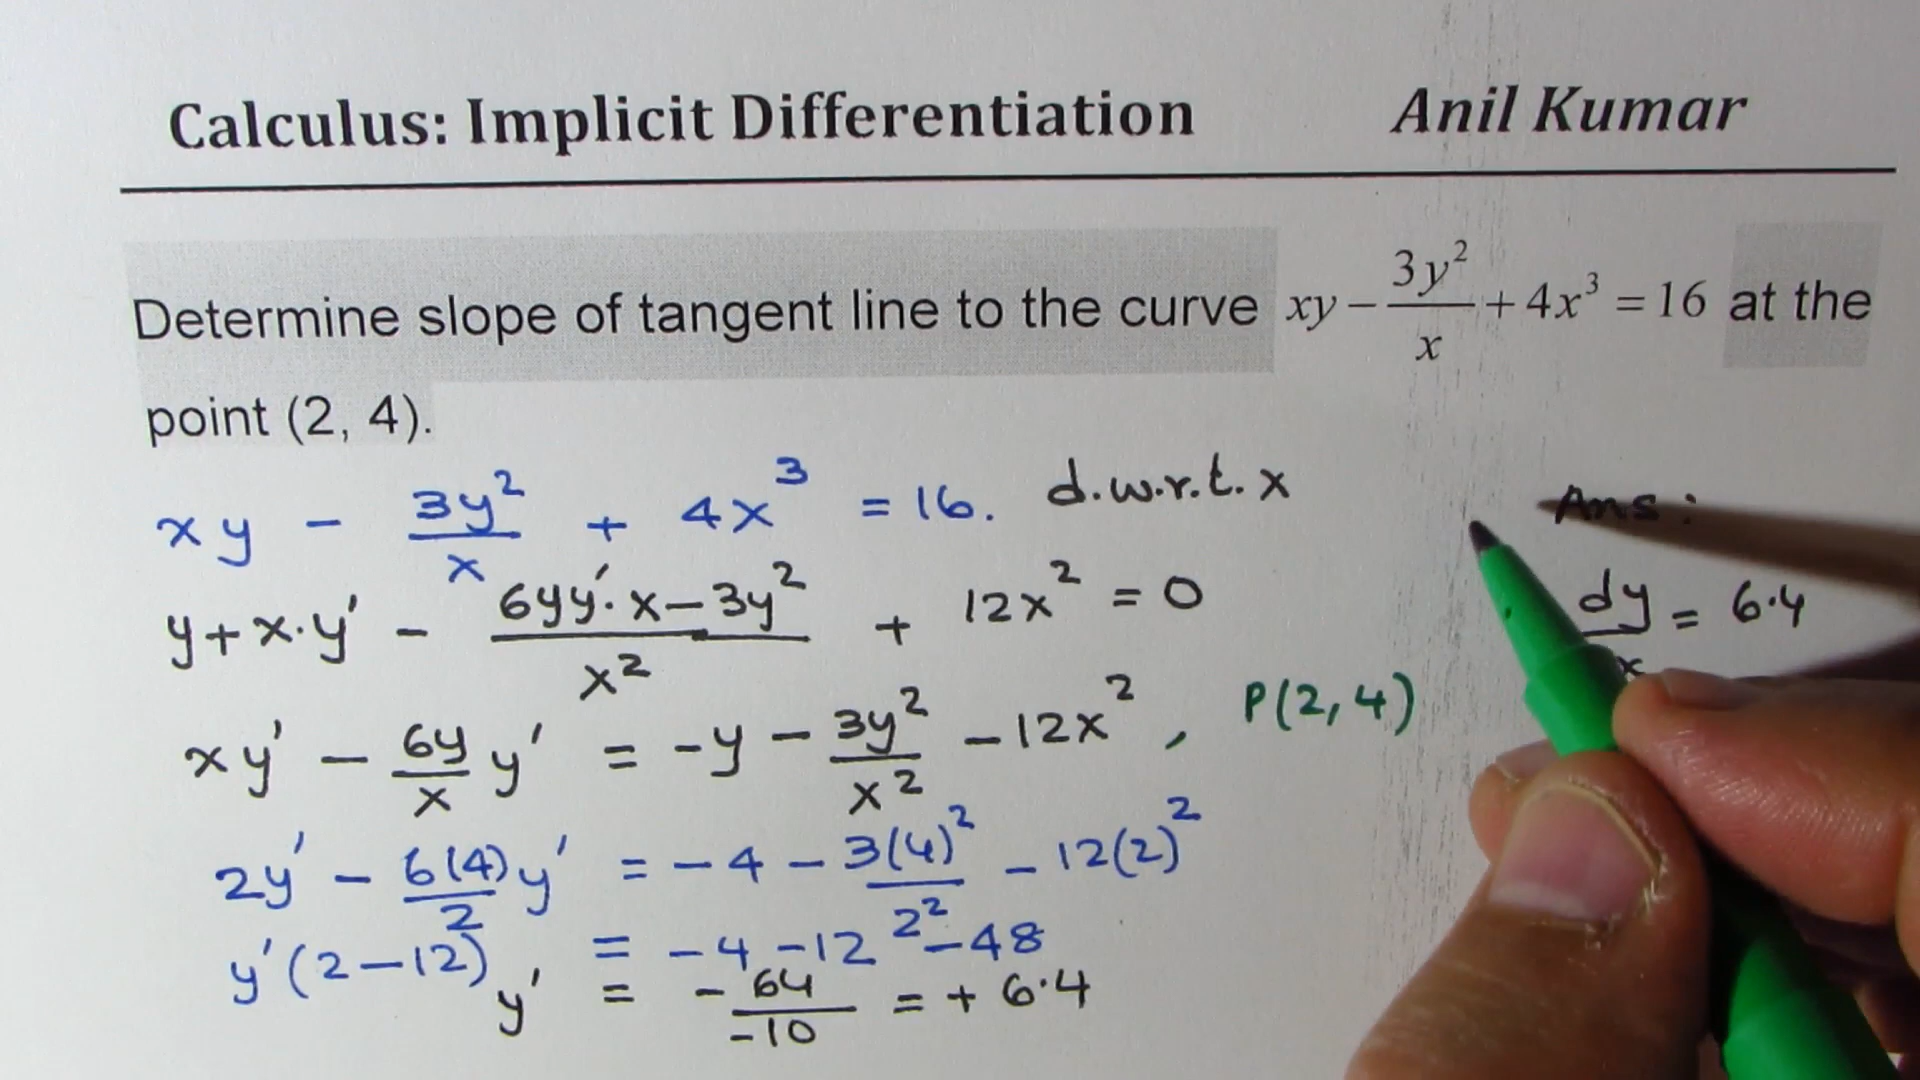 Calculus: Implicit Differentiation Anil Kumar
Determine slope of tangent line to the curve xy − 3y²/x + 4x³ = 16 at the
point (2, 4).
xy − 3y²/x + 4x³ = 16. d.w.r.t. x
Ans:
y + x·y′ − (6yy′·x − 3y²)/x² + 12x² = 0
dy/x = 6.4
xy′ − 6y/x y′ = −y − 3y²/x² − 12x², P(2,4)
2y′ − 6(4)/2 y′ = −4 − 3(4)²/2² − 12(2)²
y′(2−12) = −4 −12 −48
y′ = −64/−10 = + 6.4